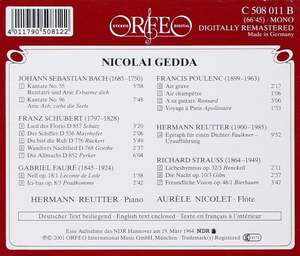 ORFEO
C 508 011 B
(66'45) • MONO
DIGITALLY REMASTERED
Made in Germany
4 011790 508122
NICOLAI GEDDA
JOHANN SEBASTIAN BACH (1685–1750)
Kantate No. 55
Rezitativ und Arie Erbarme dich
Kantate No. 96
Arie Ach, ziehe die Seele
FRANZ SCHUBERT (1797–1828)
Lied des Florio D 857 Schütz
Der Schiffer D 536 Mayrhofer
Du bist die Ruh D 776 Rückert
Wandrers Nachtlied D 768 Goethe
Die Allmacht D 852 Pyrker
GABRIEL FAURÉ (1845–1924)
Nell op. 18/1 Leconte de Lisle
Ici-bas op. 8/3 Prudhomme
FRANCIS POULENC (1899–1963)
Air grave
Air champêtre
A sa guitare Ronsard
Voyage à Paris Apollinaire
HERMANN REUTTER (1900–1985)
Epitaph für einen Dichter Faulkner –
Uraufführung
RICHARD STRAUSS (1864–1949)
Liebeshymnus op. 32/3 Henckell
Die Nacht op. 10/3 Gilm
Freundliche Vision op. 48/1 Bierbaum
HERMANN REUTTER • Piano
AURÈLE NICOLET • Flöte
Deutscher Text beiliegend • English text enclosed • Texte en français à l'intérieur
Eine Aufnahme des NDR Hannover am 19. März 1964 NDR
℗ © 2001 ORFEO International Music GmbH, München • Trademark(s) Registered